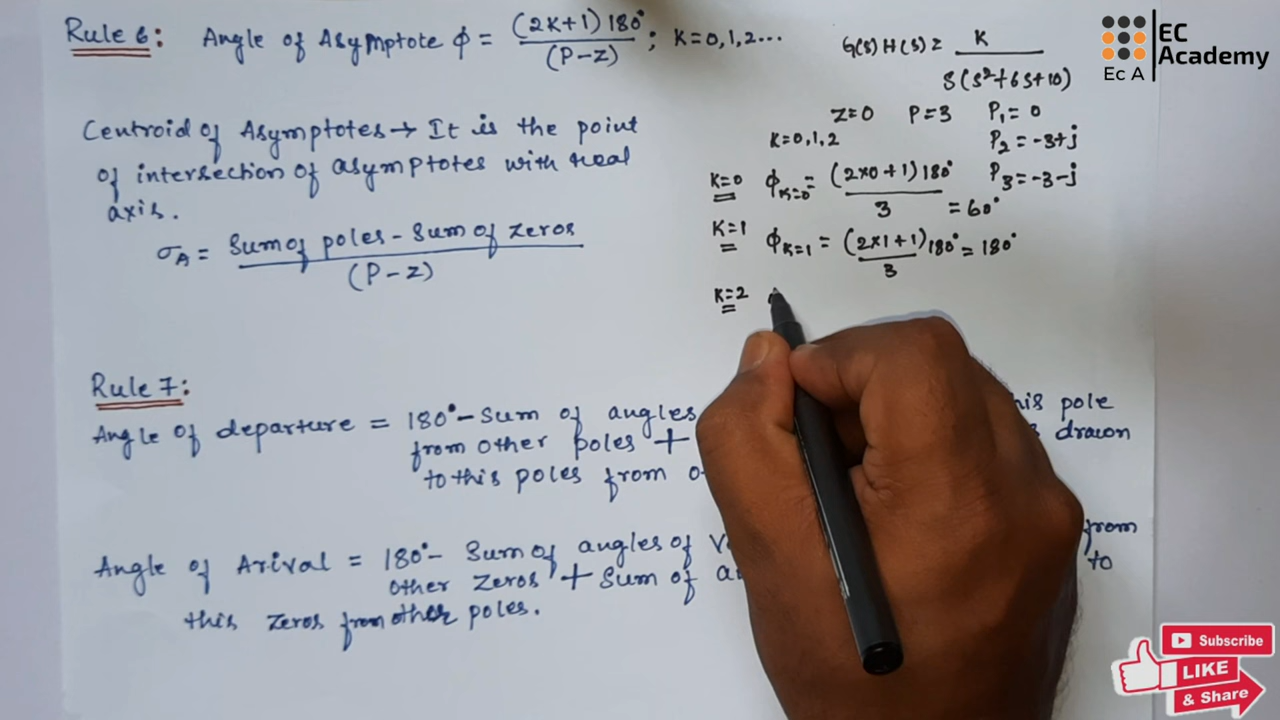 Rule 6: Angle of Asymptote ϕ = (2K+1)180° / (P-Z) ; K=0,1,2...
Centroid of Asymptotes → It is the point
of intersection of asymptotes with real
axis.
σA = Sum of poles - Sum of zeros / (P-Z)
G(s)H(s) = K / S(s²+6s+10)
Z=0 P=3 P1=0
K=0,1,2 P2=-3+j
K=0 ϕK=0 = (2×0+1)180° / 3 = 60° P3=-3-j
K=1 ϕK=1 = (2×1+1)180° / 3 = 180°
K=2
Rule 7:
Angle of departure = 180° - Sum of angles his pole
from other poles + drawn
to this poles from
Angle of Arival = 180° - Sum of angles of from
other zeros + Sum of to
this zeros from other poles.
EC
Academy
Ec A
Subscribe
LIKE
& Share